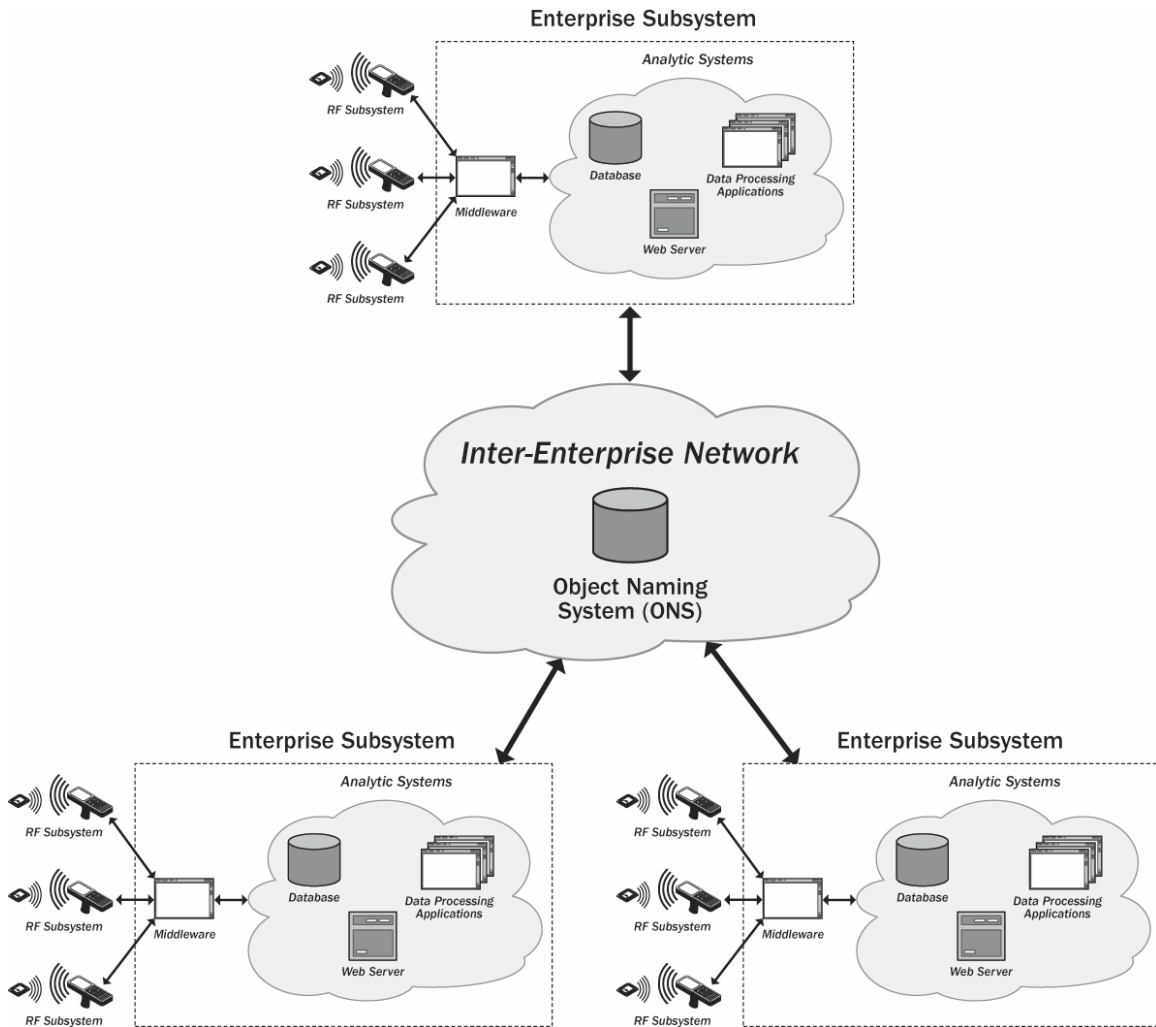 Enterprise Subsystem
Analytic Systems
RF Subsystem
Database
Data Processing
Applications
RF Subsystem
Middleware
Web Server
RF Subsystem
Inter-Enterprise Network
Object Naming
System (ONS)
Enterprise Subsystem
Analytic Systems
RF Subsystem
Database
Data Processing
Applications
RF Subsystem
Middleware
Web Server
RF Subsystem
Enterprise Subsystem
Analytic Systems
RF Subsystem
Database
Data Processing
Applications
RF Subsystem
Middleware
Web Server
RF Subsystem